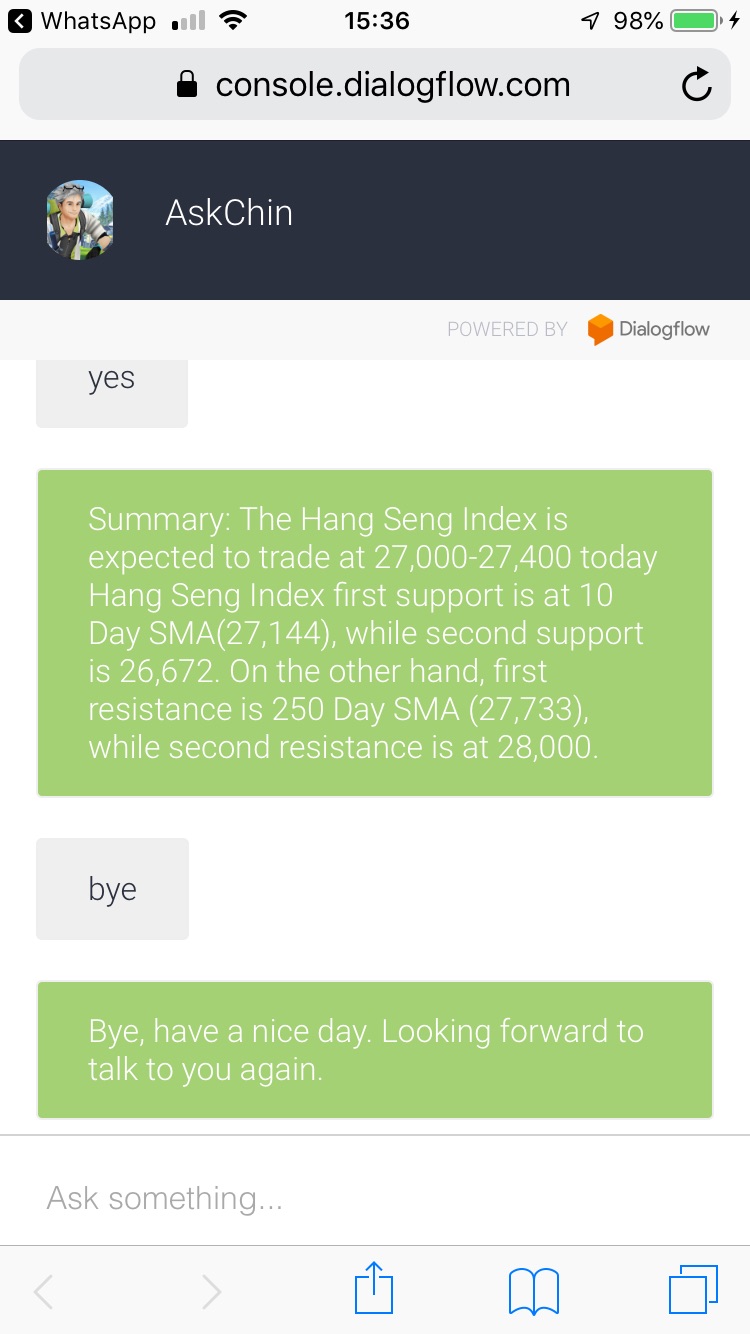 WhatsApp 15:36 98%
console.dialogflow.com
AskChin
POWERED BY Dialogflow
yes
Summary: The Hang Seng Index is
expected to trade at 27,000-27,400 today
Hang Seng Index first support is at 10
Day SMA(27,144), while second support
is 26,672. On the other hand, first
resistance is 250 Day SMA (27,733),
while second resistance is at 28,000.
bye
Bye, have a nice day. Looking forward to
talk to you again.
Ask something...